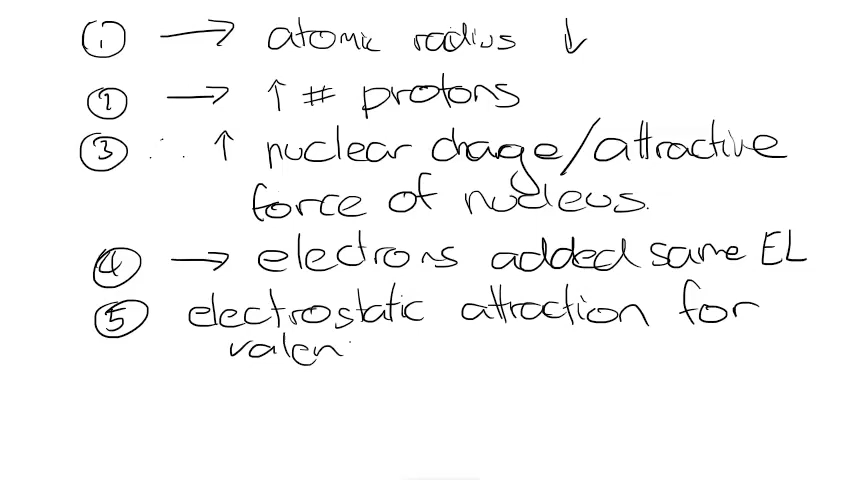 ① → atomic radius ↓
② → ↑ # protons
③ ∴ ↑ nuclear charge/attractive
force of nucleus.
④ → electrons added same EL
⑤ electrostatic attraction for
valen